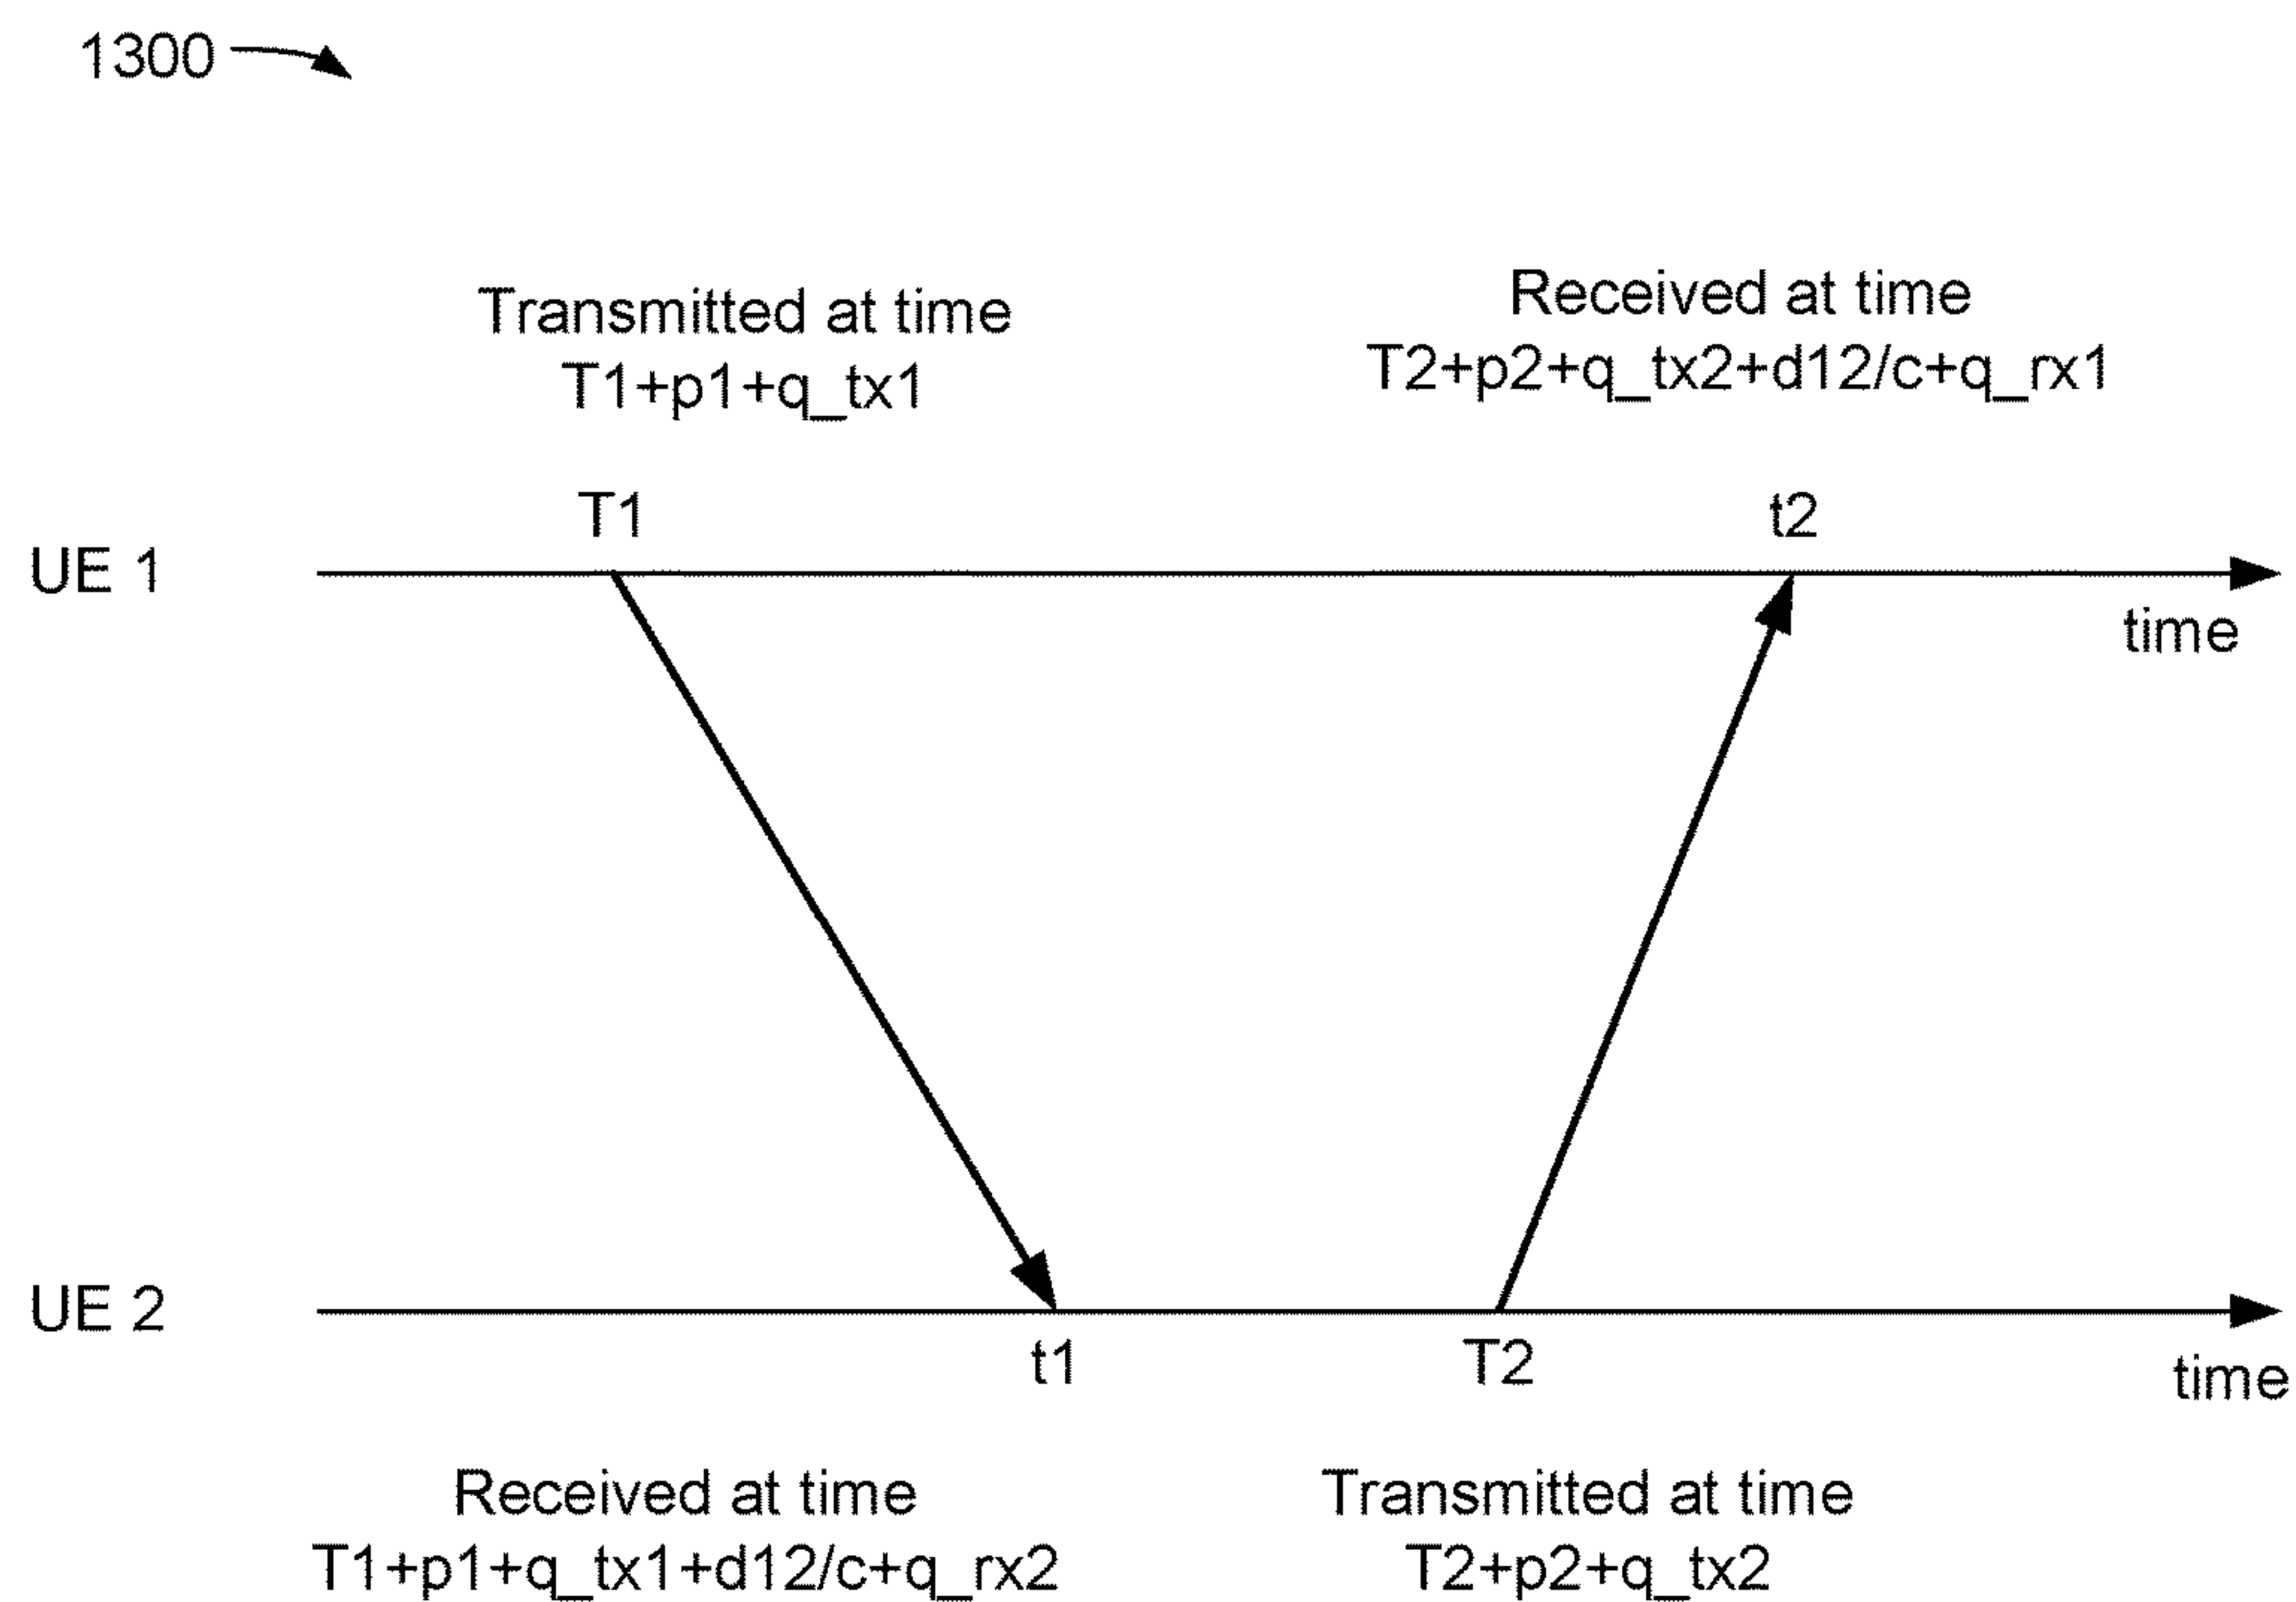 1300
Transmitted at time
T1+p1+q_tx1
Received at time
T2+p2+q_tx2+d12/c+q_rx1
T1
t2
UE 1
time
UE 2
t1
T2
time
Received at time
T1+p1+q_tx1+d12/c+q_rx2
Transmitted at time
T2+p2+q_tx2